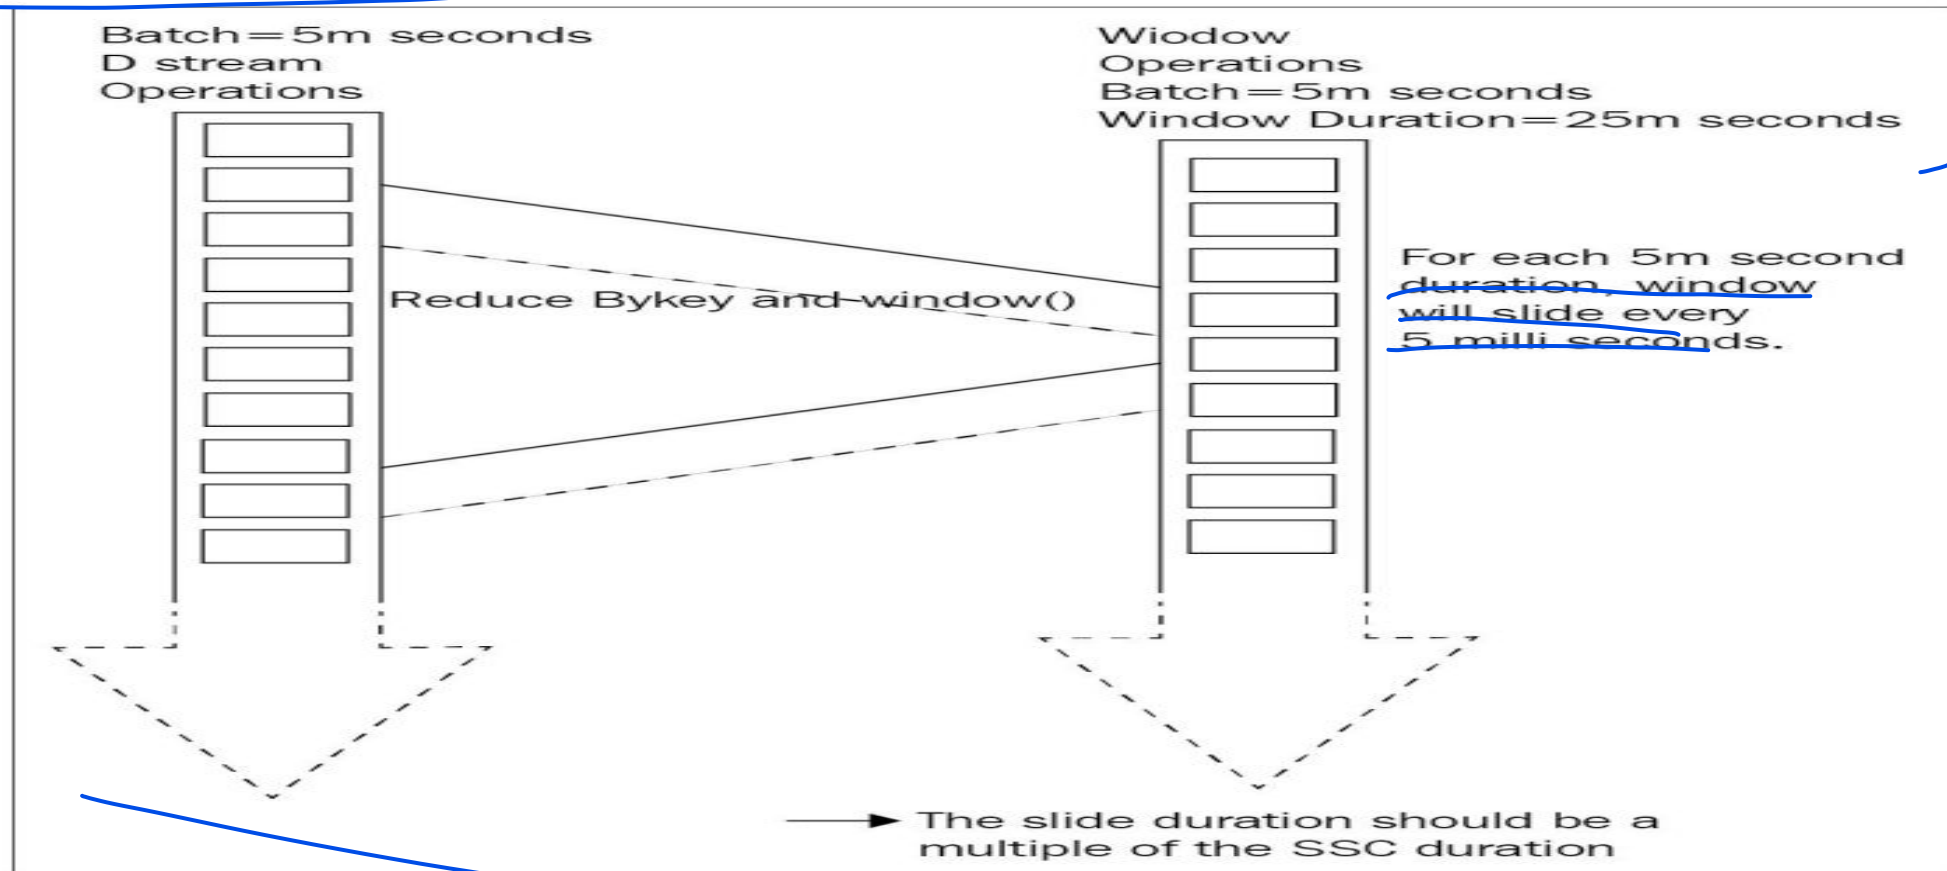 Batch=5m seconds
D stream
Operations
Wiodow
Operations
Batch=5m seconds
Window Duration=25m seconds
Reduce Bykey and window()
For each 5m second
duration, window
will slide every
5 milli seconds.
The slide duration should be a
multiple of the SSC duration